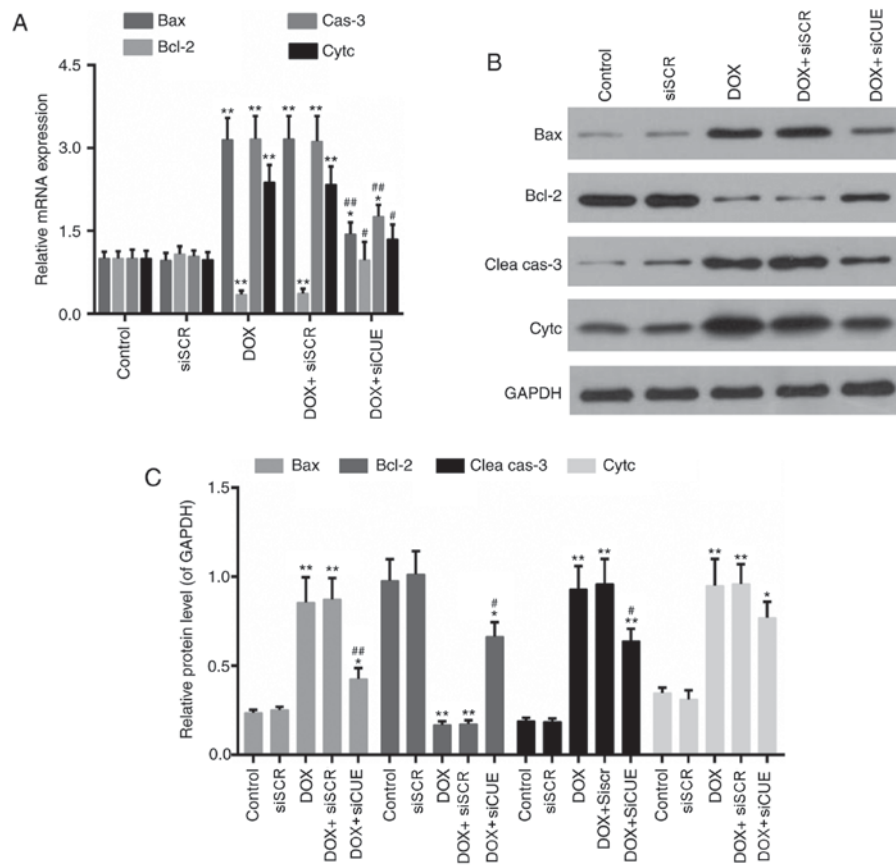 A
Bax
Cas-3
Bcl-2
Cytc
Relative mRNA expression
4.5
3.0
1.5
0.0
**
**
**
**
**
**
**
**
##
*
#
##
*
#
Control
siSCR
DOX
DOX+ siSCR
DOX+siCUE
B
Control
siSCR
DOX
DOX+ siSCR
DOX+ siCUE
Bax
Bcl-2
Clea cas-3
Cytc
GAPDH
C
Bax
Bcl-2
Clea cas-3
Cytc
Relative protein level (of GAPDH)
1.5
1.0
0.5
0.0
**
**
##
*
**
**
#
*
**
**
#
**
**
**
*
Control
siSCR
DOX
DOX+ siSCR
DOX+siCUE
Control
siSCR
DOX
DOX+ siSCR
DOX+siCUE
Control
siSCR
DOX
DOX+Siscr
DOX+SiCUE
Control
siSCR
DOX
DOX+ siSCR
DOX+siCUE